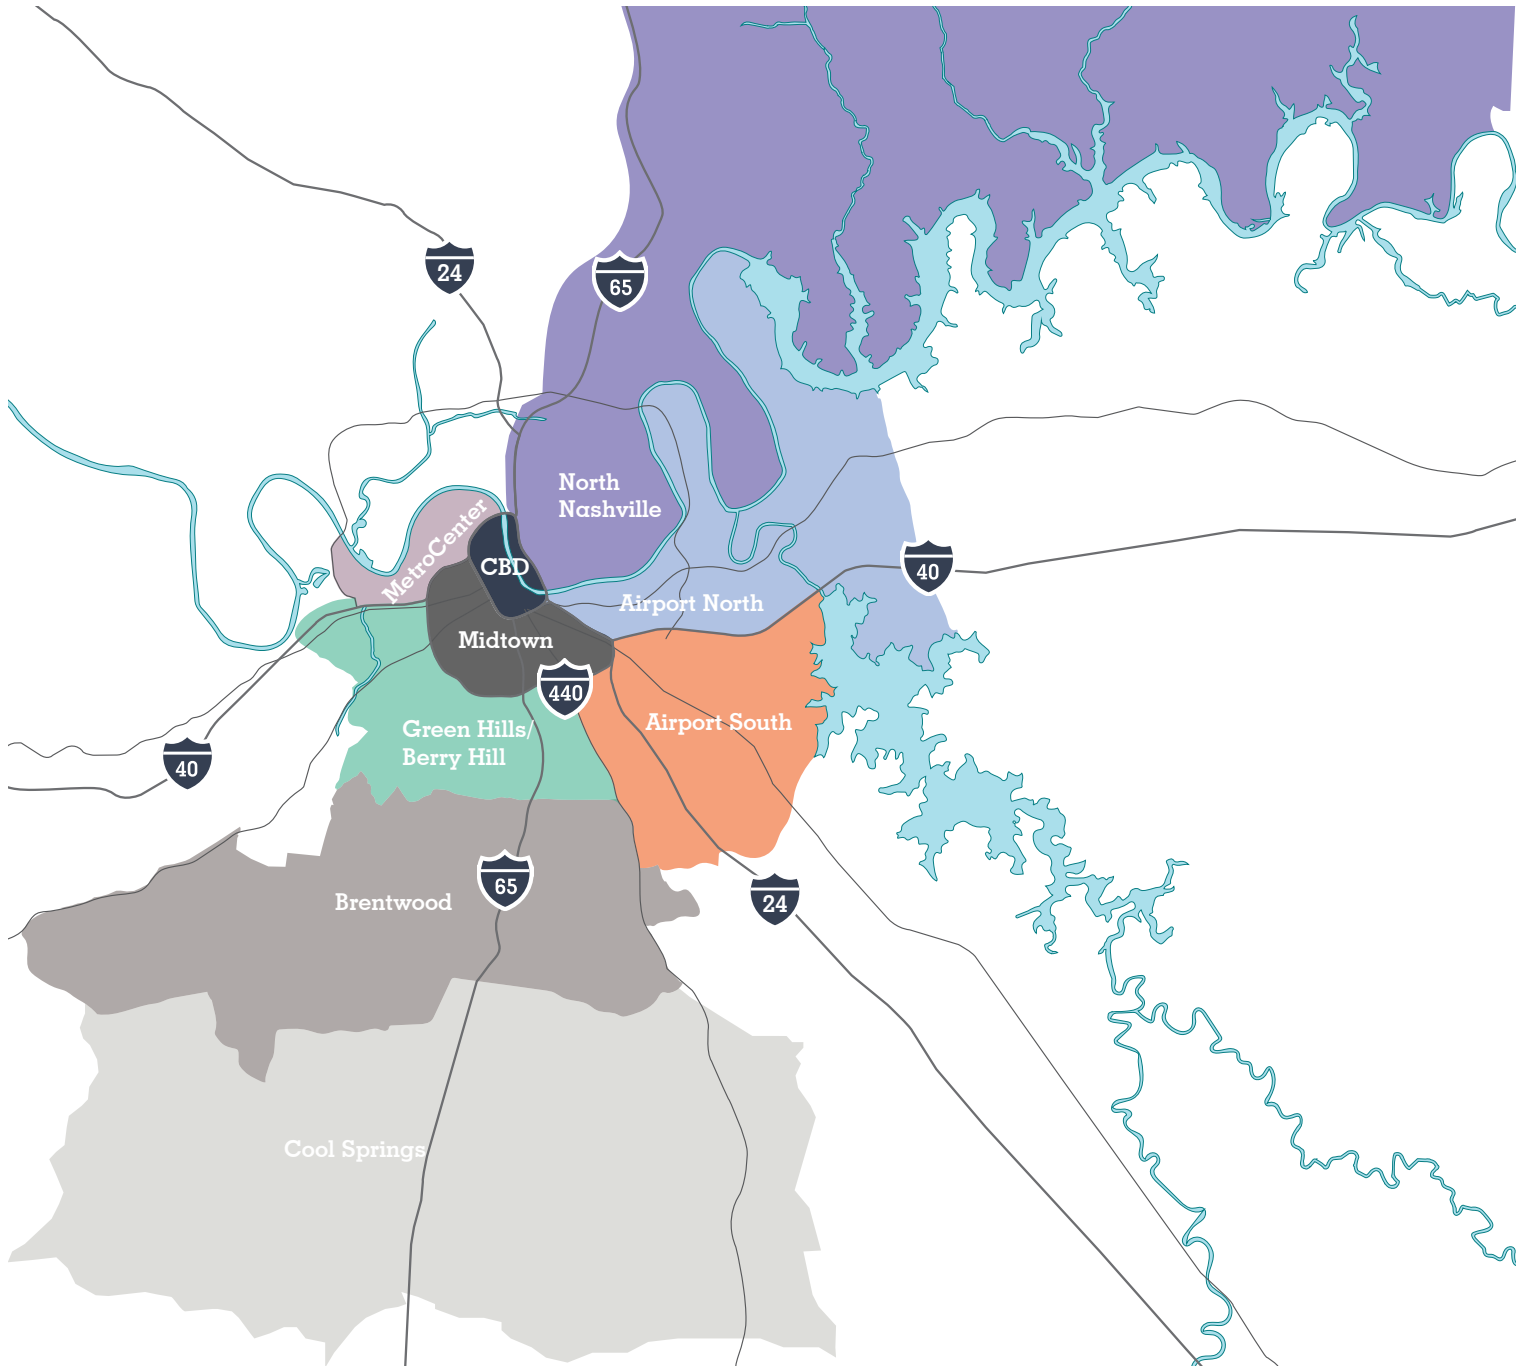 24
65
North
Nashville
MetroCenter
CBD
40
Airport North
Midtown
440
Airport South
Green Hills/
Berry Hill
40
65
24
Brentwood
Cool Springs